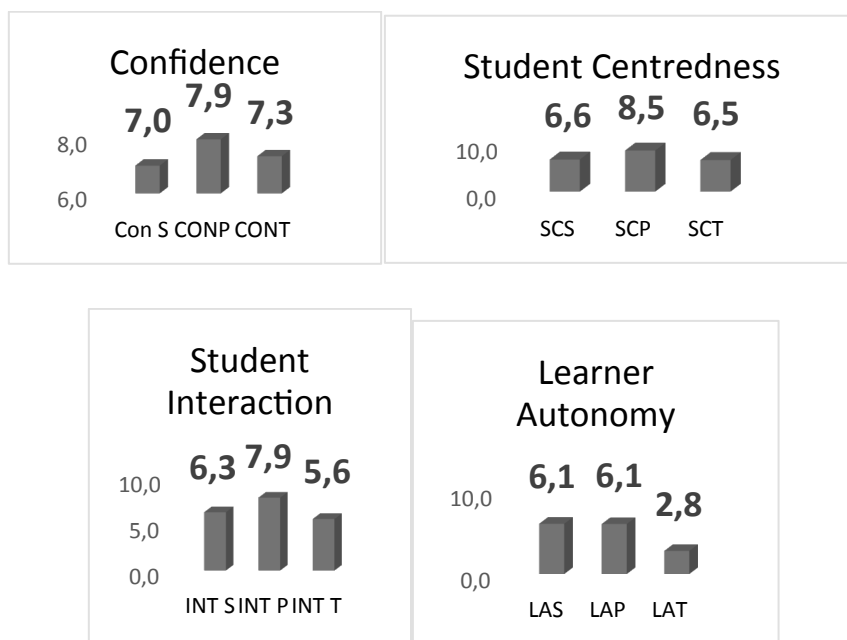 Confidence
7,0 7,9 7,3
8,0
6,0
Con S CONP CONT
Student Centredness
6,6 8,5 6,5
10,0
0,0
SCS SCP SCT
Student
Interaction
6,3 7,9 5,6
10,0
5,0
0,0
INT S INT P INT T
Learner
Autonomy
6,1 6,1 2,8
10,0
0,0
LAS LAP LAT